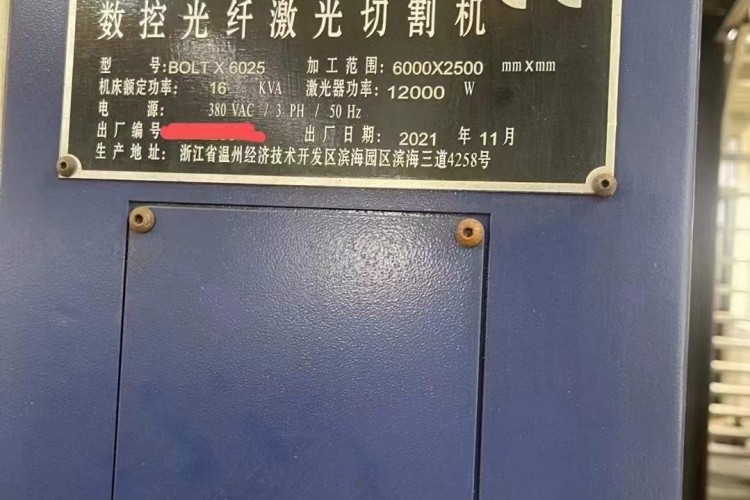 数控光纤激光切割机
型 号:BOLT X 6025 加工范围: 6000X2500 mmxmm
机床额定功率: 16 KVA 激光器功率: 12000 W
电 源: 380 VAC / 3 PH / 50 Hz
出厂编号 出厂日期: 2021 年 11月
生产地址: 浙江省温州经济技术开发区滨海园区滨海三道4258号